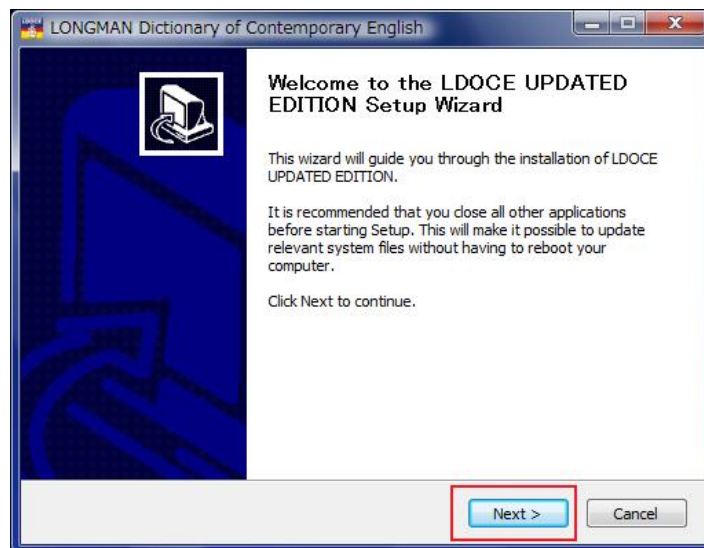 LONGMAN Dictionary of Contemporary English
Welcome to the LDOCE UPDATED
EDITION Setup Wizard
This wizard will guide you through the installation of LDOCE
UPDATED EDITION.
It is recommended that you close all other applications
before starting Setup. This will make it possible to update
relevant system files without having to reboot your
computer.
Click Next to continue.
Next >
Cancel